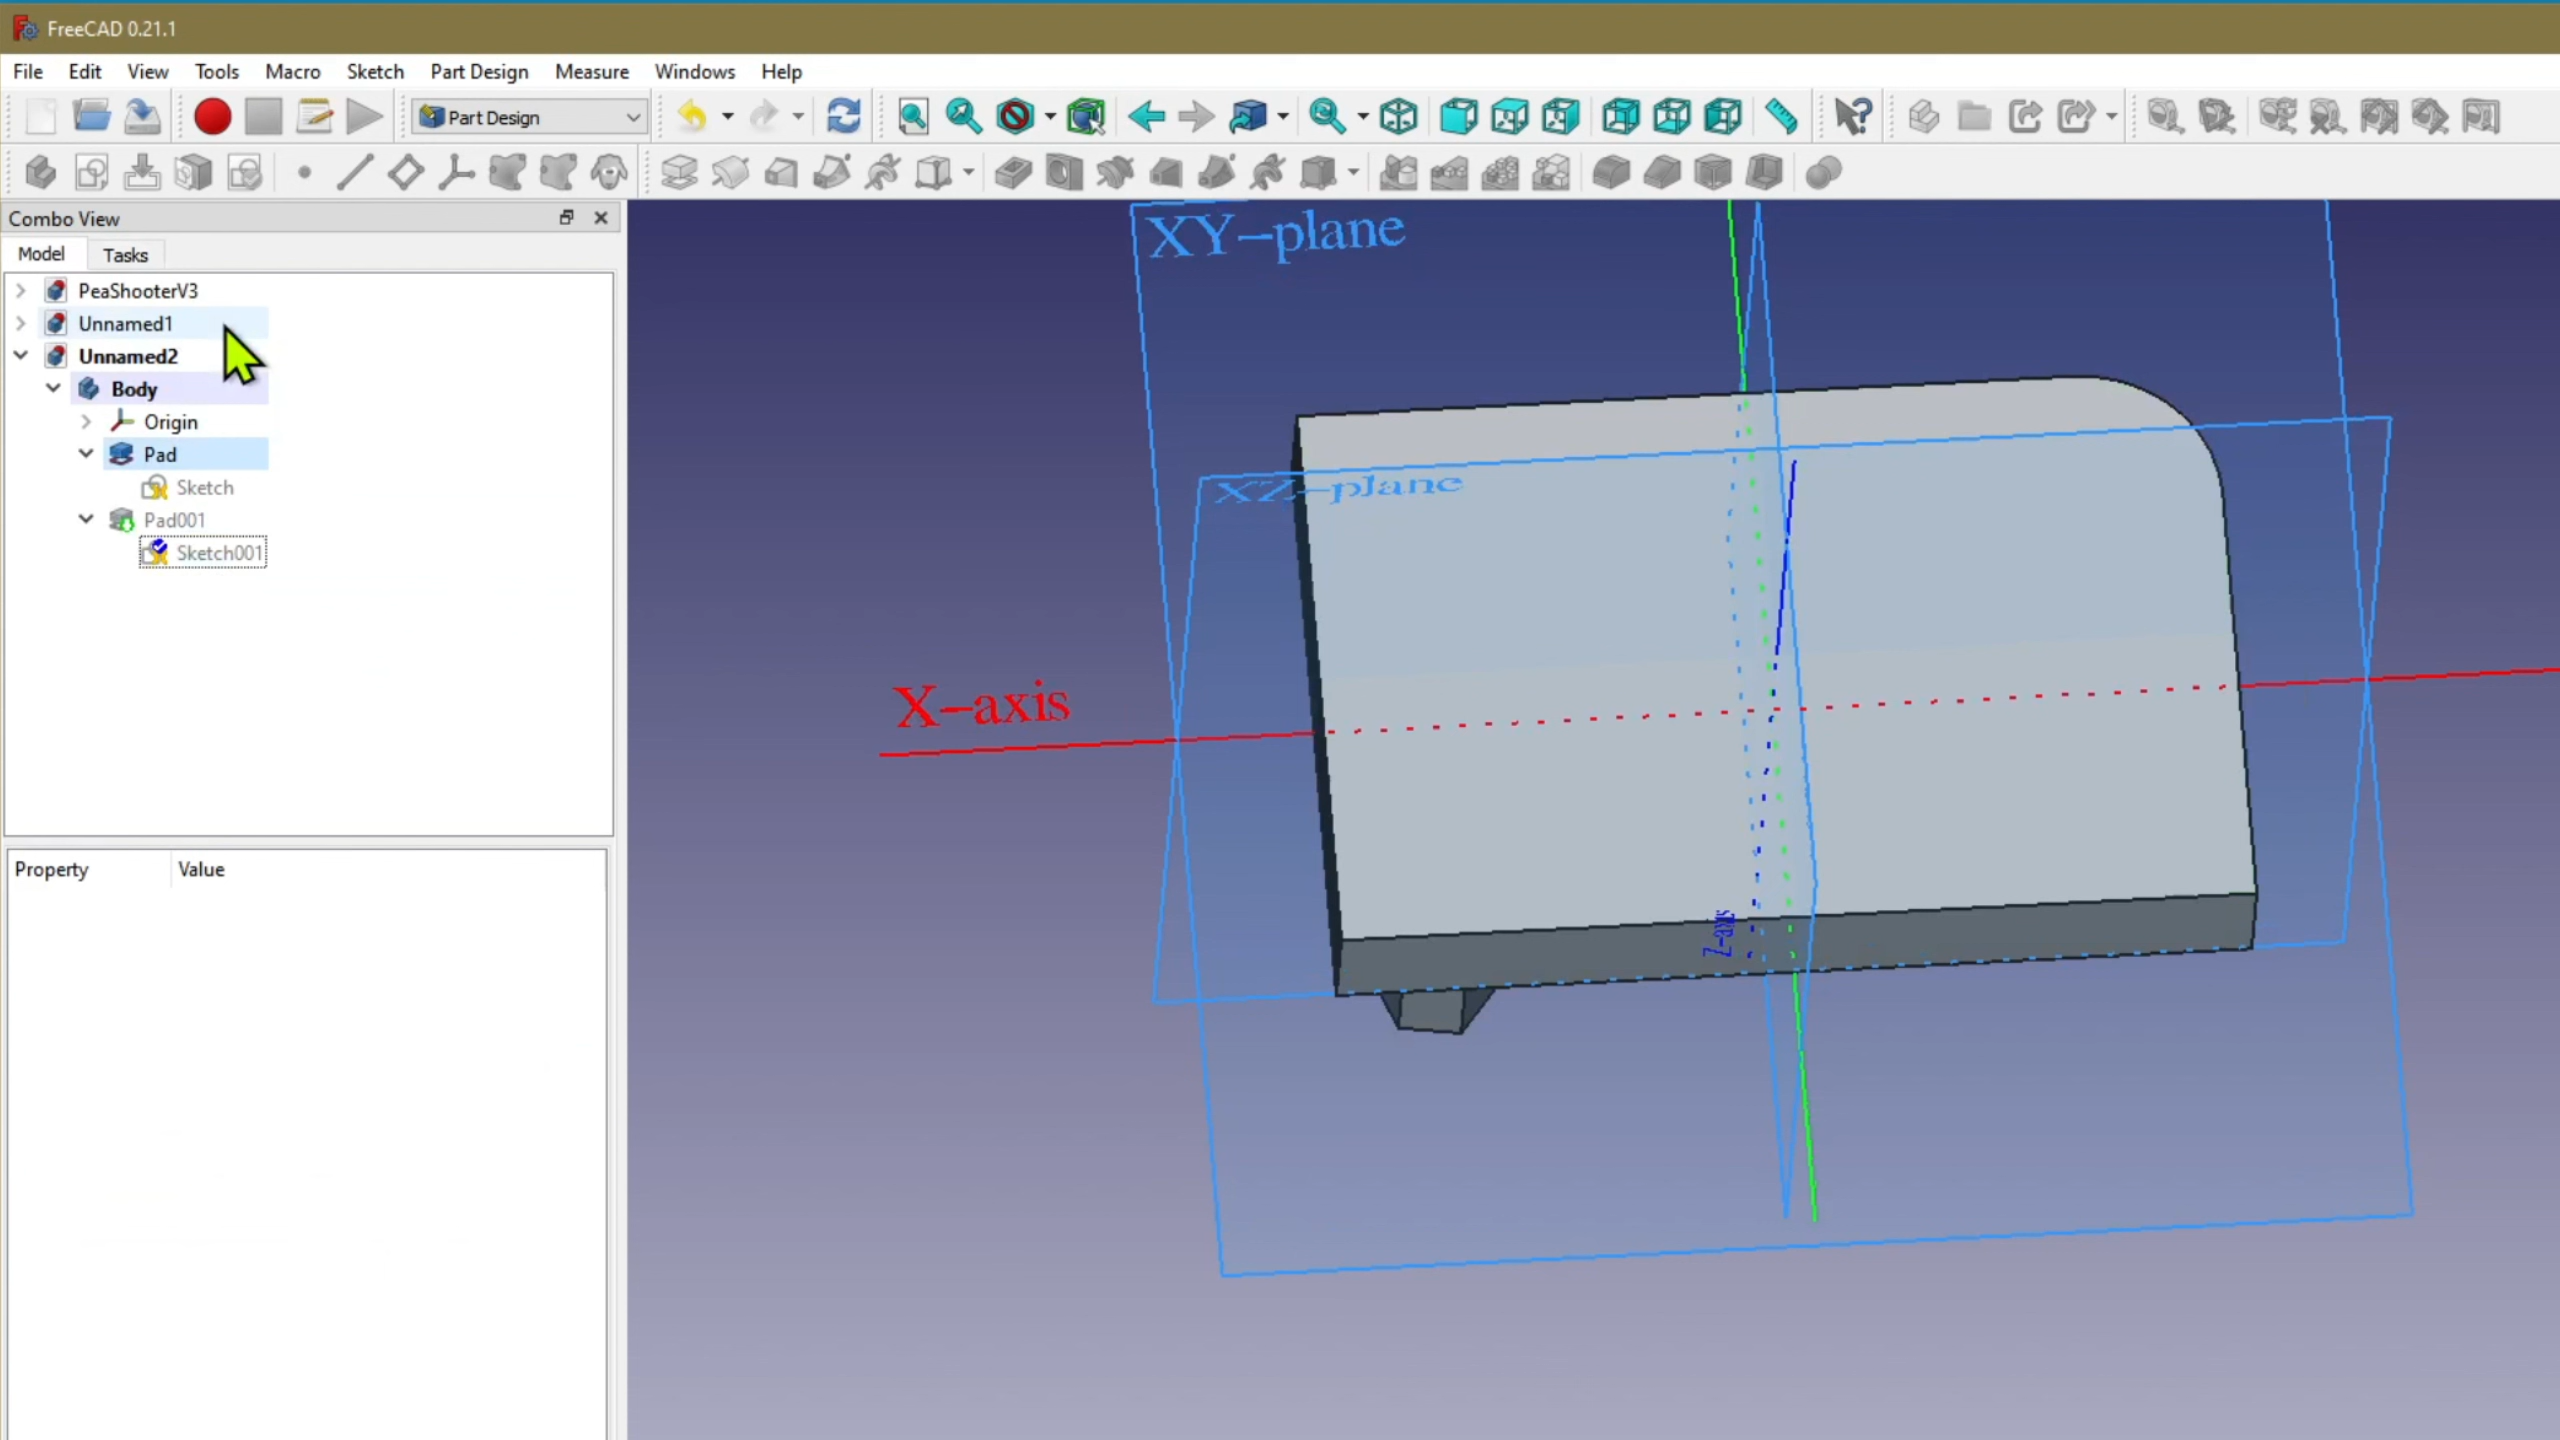 FreeCAD 0.21.1
File Edit View Tools Macro Sketch Part Design Measure Windows Help
Part Design
Combo View
Model Tasks
PeaShooterV3
Unnamed1
Unnamed2
Body
Origin
Pad
Sketch
Pad001
Sketch001
Property Value
XY-plane
XZ-plane
X-axis
Z-axis